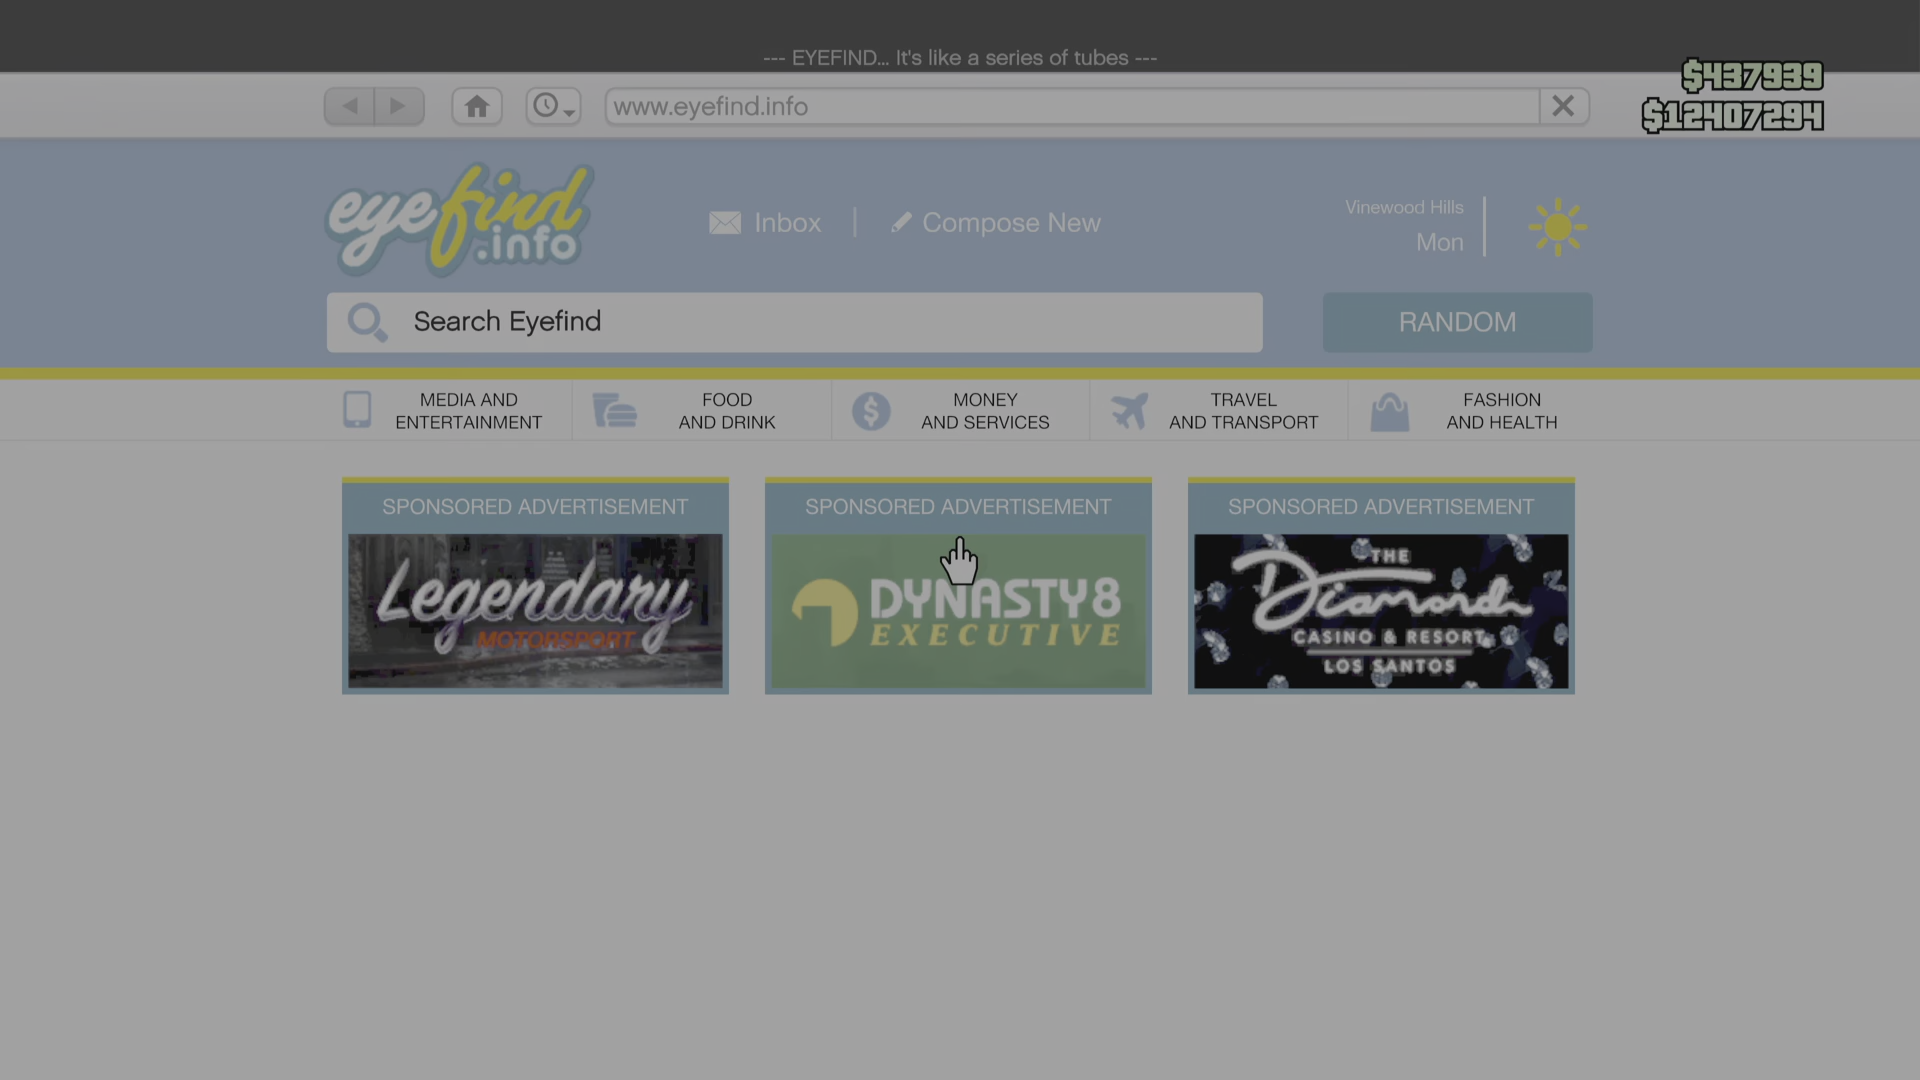 --- EYEFIND... It's like a series of tubes ---
$437939
www.eyefind.info
$12407294
eyefind
.info
Inbox
Compose New
Vinewood Hills
Mon
Search Eyefind
RANDOM
MEDIA AND
ENTERTAINMENT
FOOD
AND DRINK
MONEY
AND SERVICES
TRAVEL
AND TRANSPORT
FASHION
AND HEALTH
SPONSORED ADVERTISEMENT
Legendary
MOTORSPORT
SPONSORED ADVERTISEMENT
DYNASTY8
EXECUTIVE
SPONSORED ADVERTISEMENT
THE
Diamond
CASINO & RESORT
LOS SANTOS